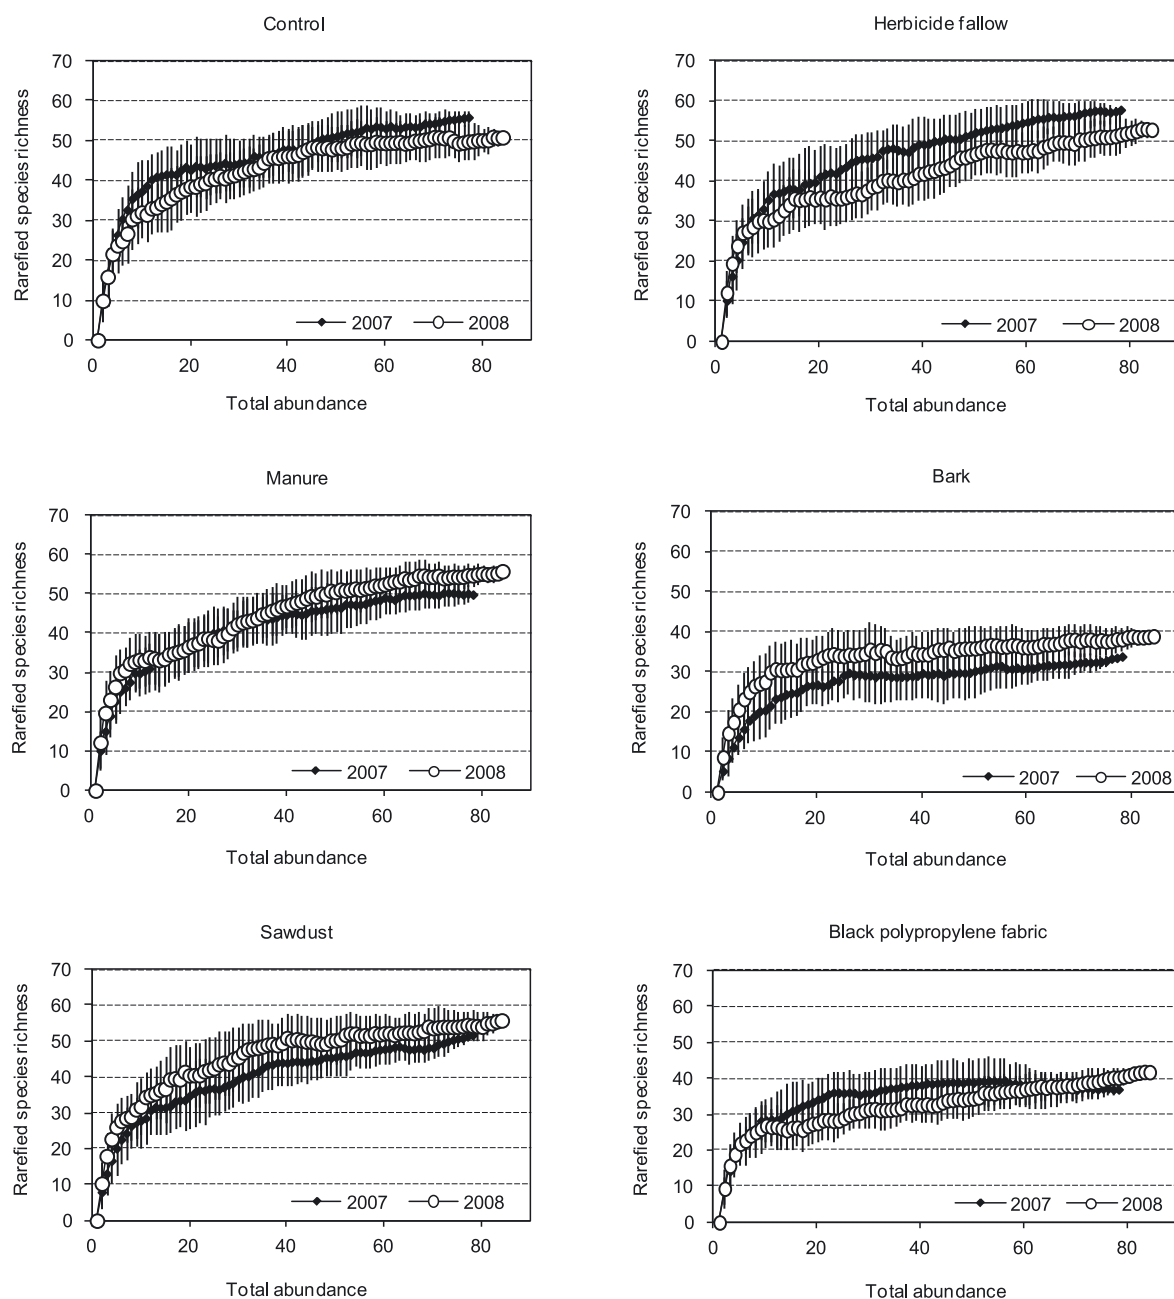 Control
Rarefied species richness
70
60
50
40
30
20
10
0
2007 2008
0 20 40 60 80
Total abundance
Herbicide fallow
Rarefied species richness
70
60
50
40
30
20
10
0
2007 2008
0 20 40 60 80
Total abundance
Manure
Rarefied species richness
70
60
50
40
30
20
10
0
2007 2008
0 20 40 60 80
Total abundance
Bark
Rarefied species richness
70
60
50
40
30
20
10
0
2007 2008
0 20 40 60 80
Total abundance
Sawdust
Rarefied species richness
70
60
50
40
30
20
10
0
2007 2008
0 20 40 60 80
Total abundance
Black polypropylene fabric
Rarefied species richness
70
60
50
40
30
20
10
0
2007 2008
0 20 40 60 80
Total abundance